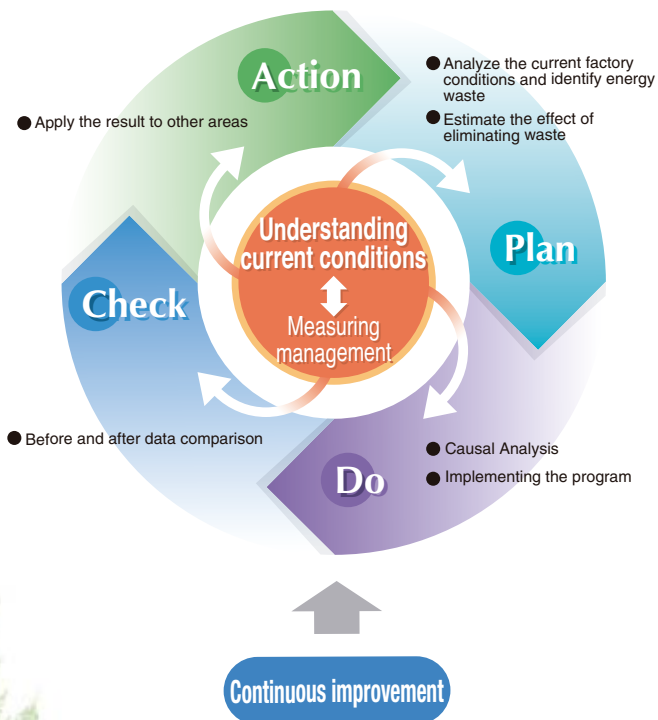 Action
● Apply the result to other areas
● Analyze the current factory
conditions and identify energy
waste
● Estimate the effect of
eliminating waste
Plan
Understanding
current conditions
Measuring
management
Check
● Before and after data comparison
Do
● Causal Analysis
● Implementing the program
Continuous improvement